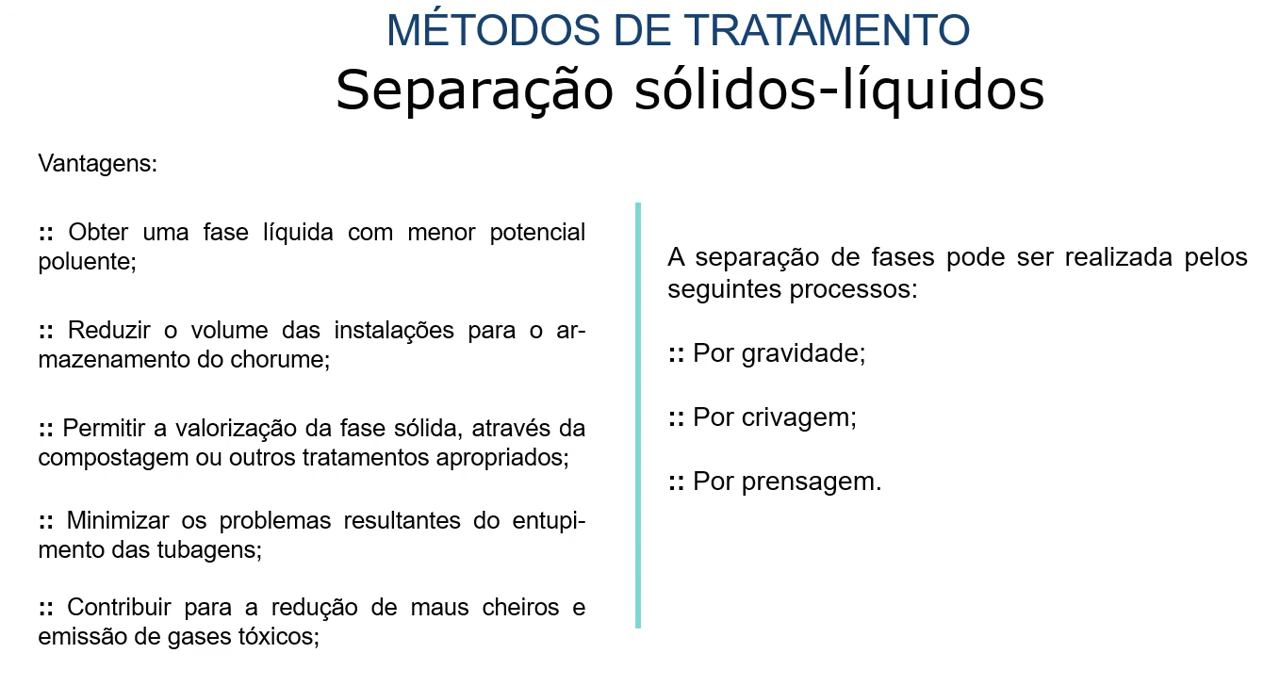 MÉTODOS DE TRATAMENTO
Separação sólidos-líquidos
Vantagens:
:: Obter uma fase líquida com menor potencial
poluente;
:: Reduzir o volume das instalações para o ar-
mazenamento do chorume;
:: Permitir a valorização da fase sólida, através da
compostagem ou outros tratamentos apropriados;
:: Minimizar os problemas resultantes do entupi-
mento das tubagens;
:: Contribuir para a redução de maus cheiros e
emissão de gases tóxicos;
A separação de fases pode ser realizada pelos
seguintes processos:
:: Por gravidade;
:: Por crivagem;
:: Por prensagem.